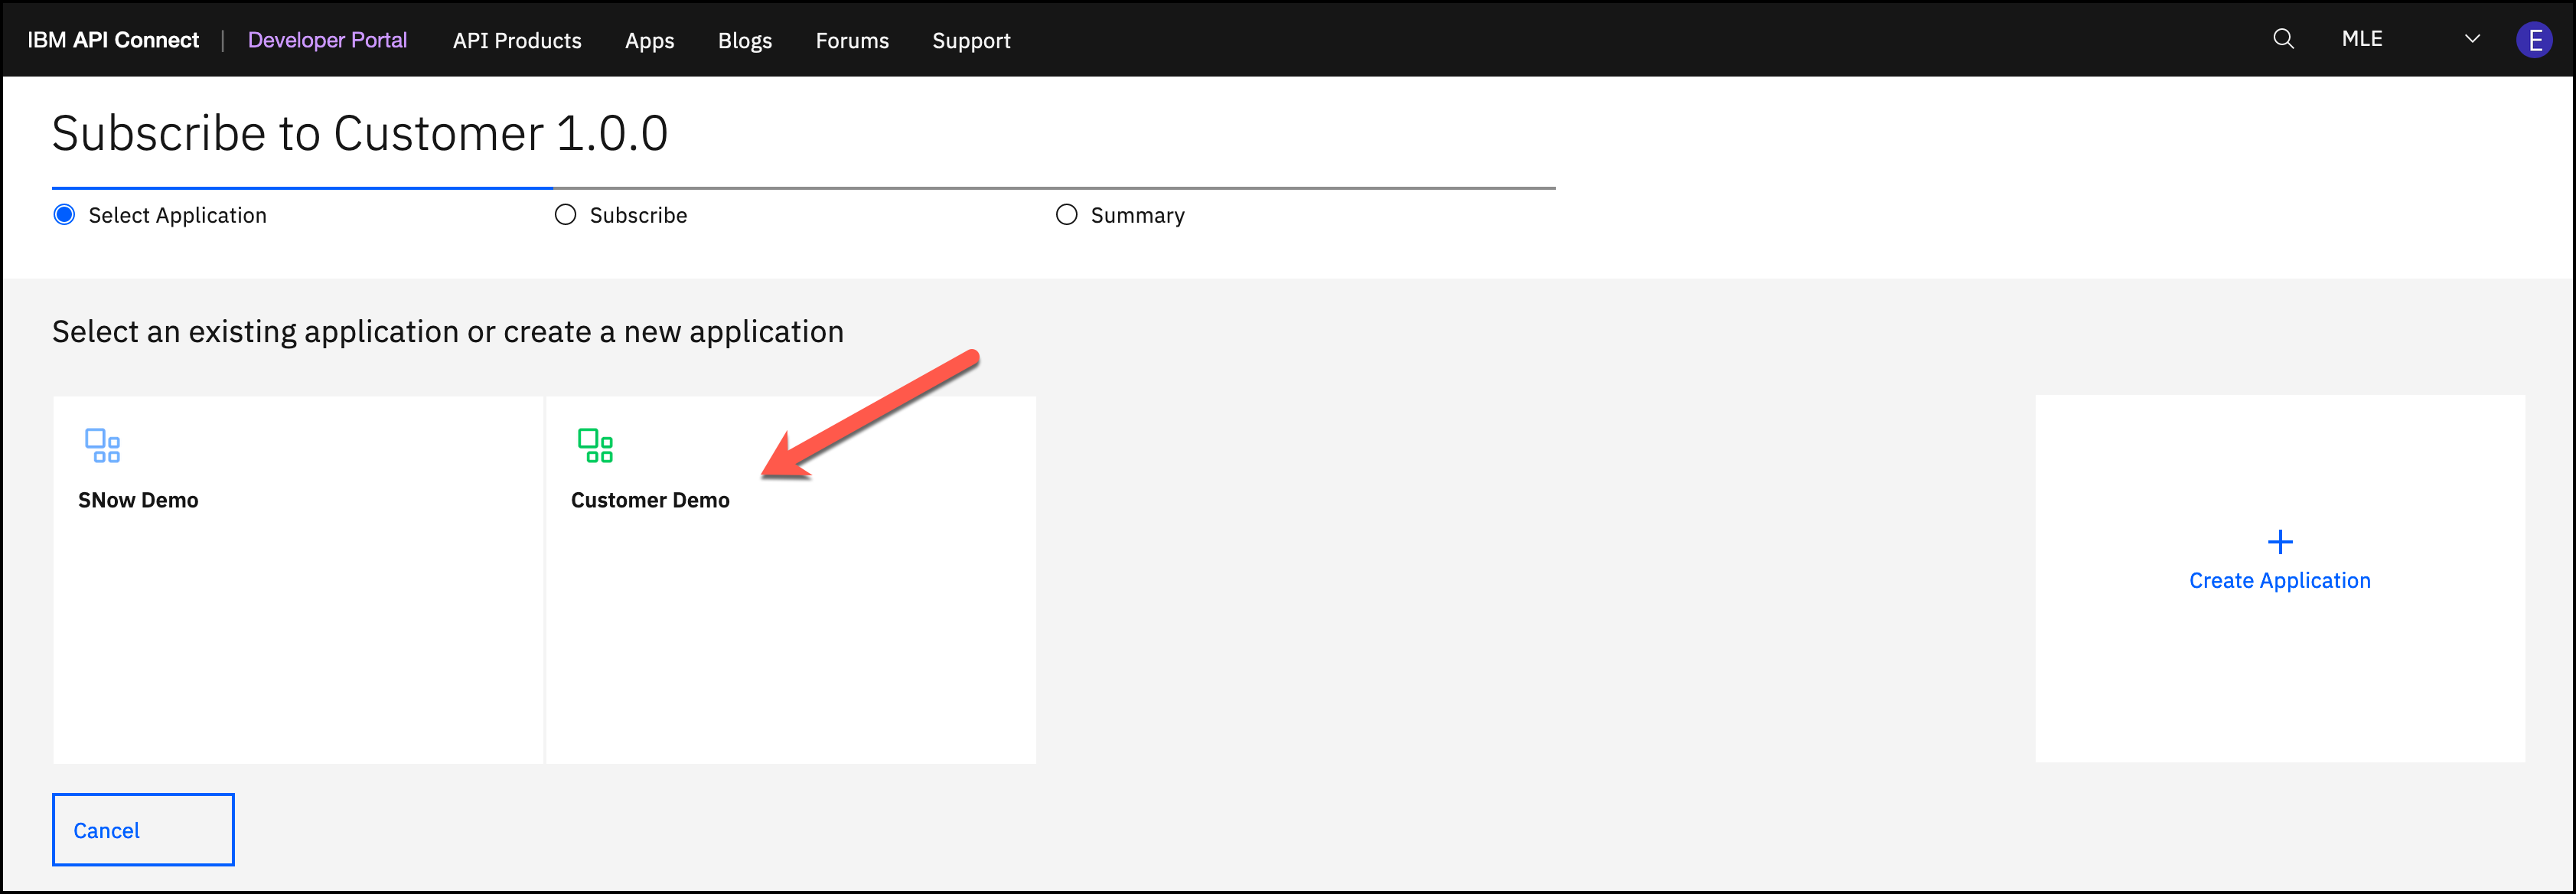 IBM API Connect | Developer Portal API Products Apps Blogs Forums Support MLE E
Subscribe to Customer 1.0.0
Select Application Subscribe Summary
Select an existing application or create a new application
SNow Demo Customer Demo
Create Application
Cancel